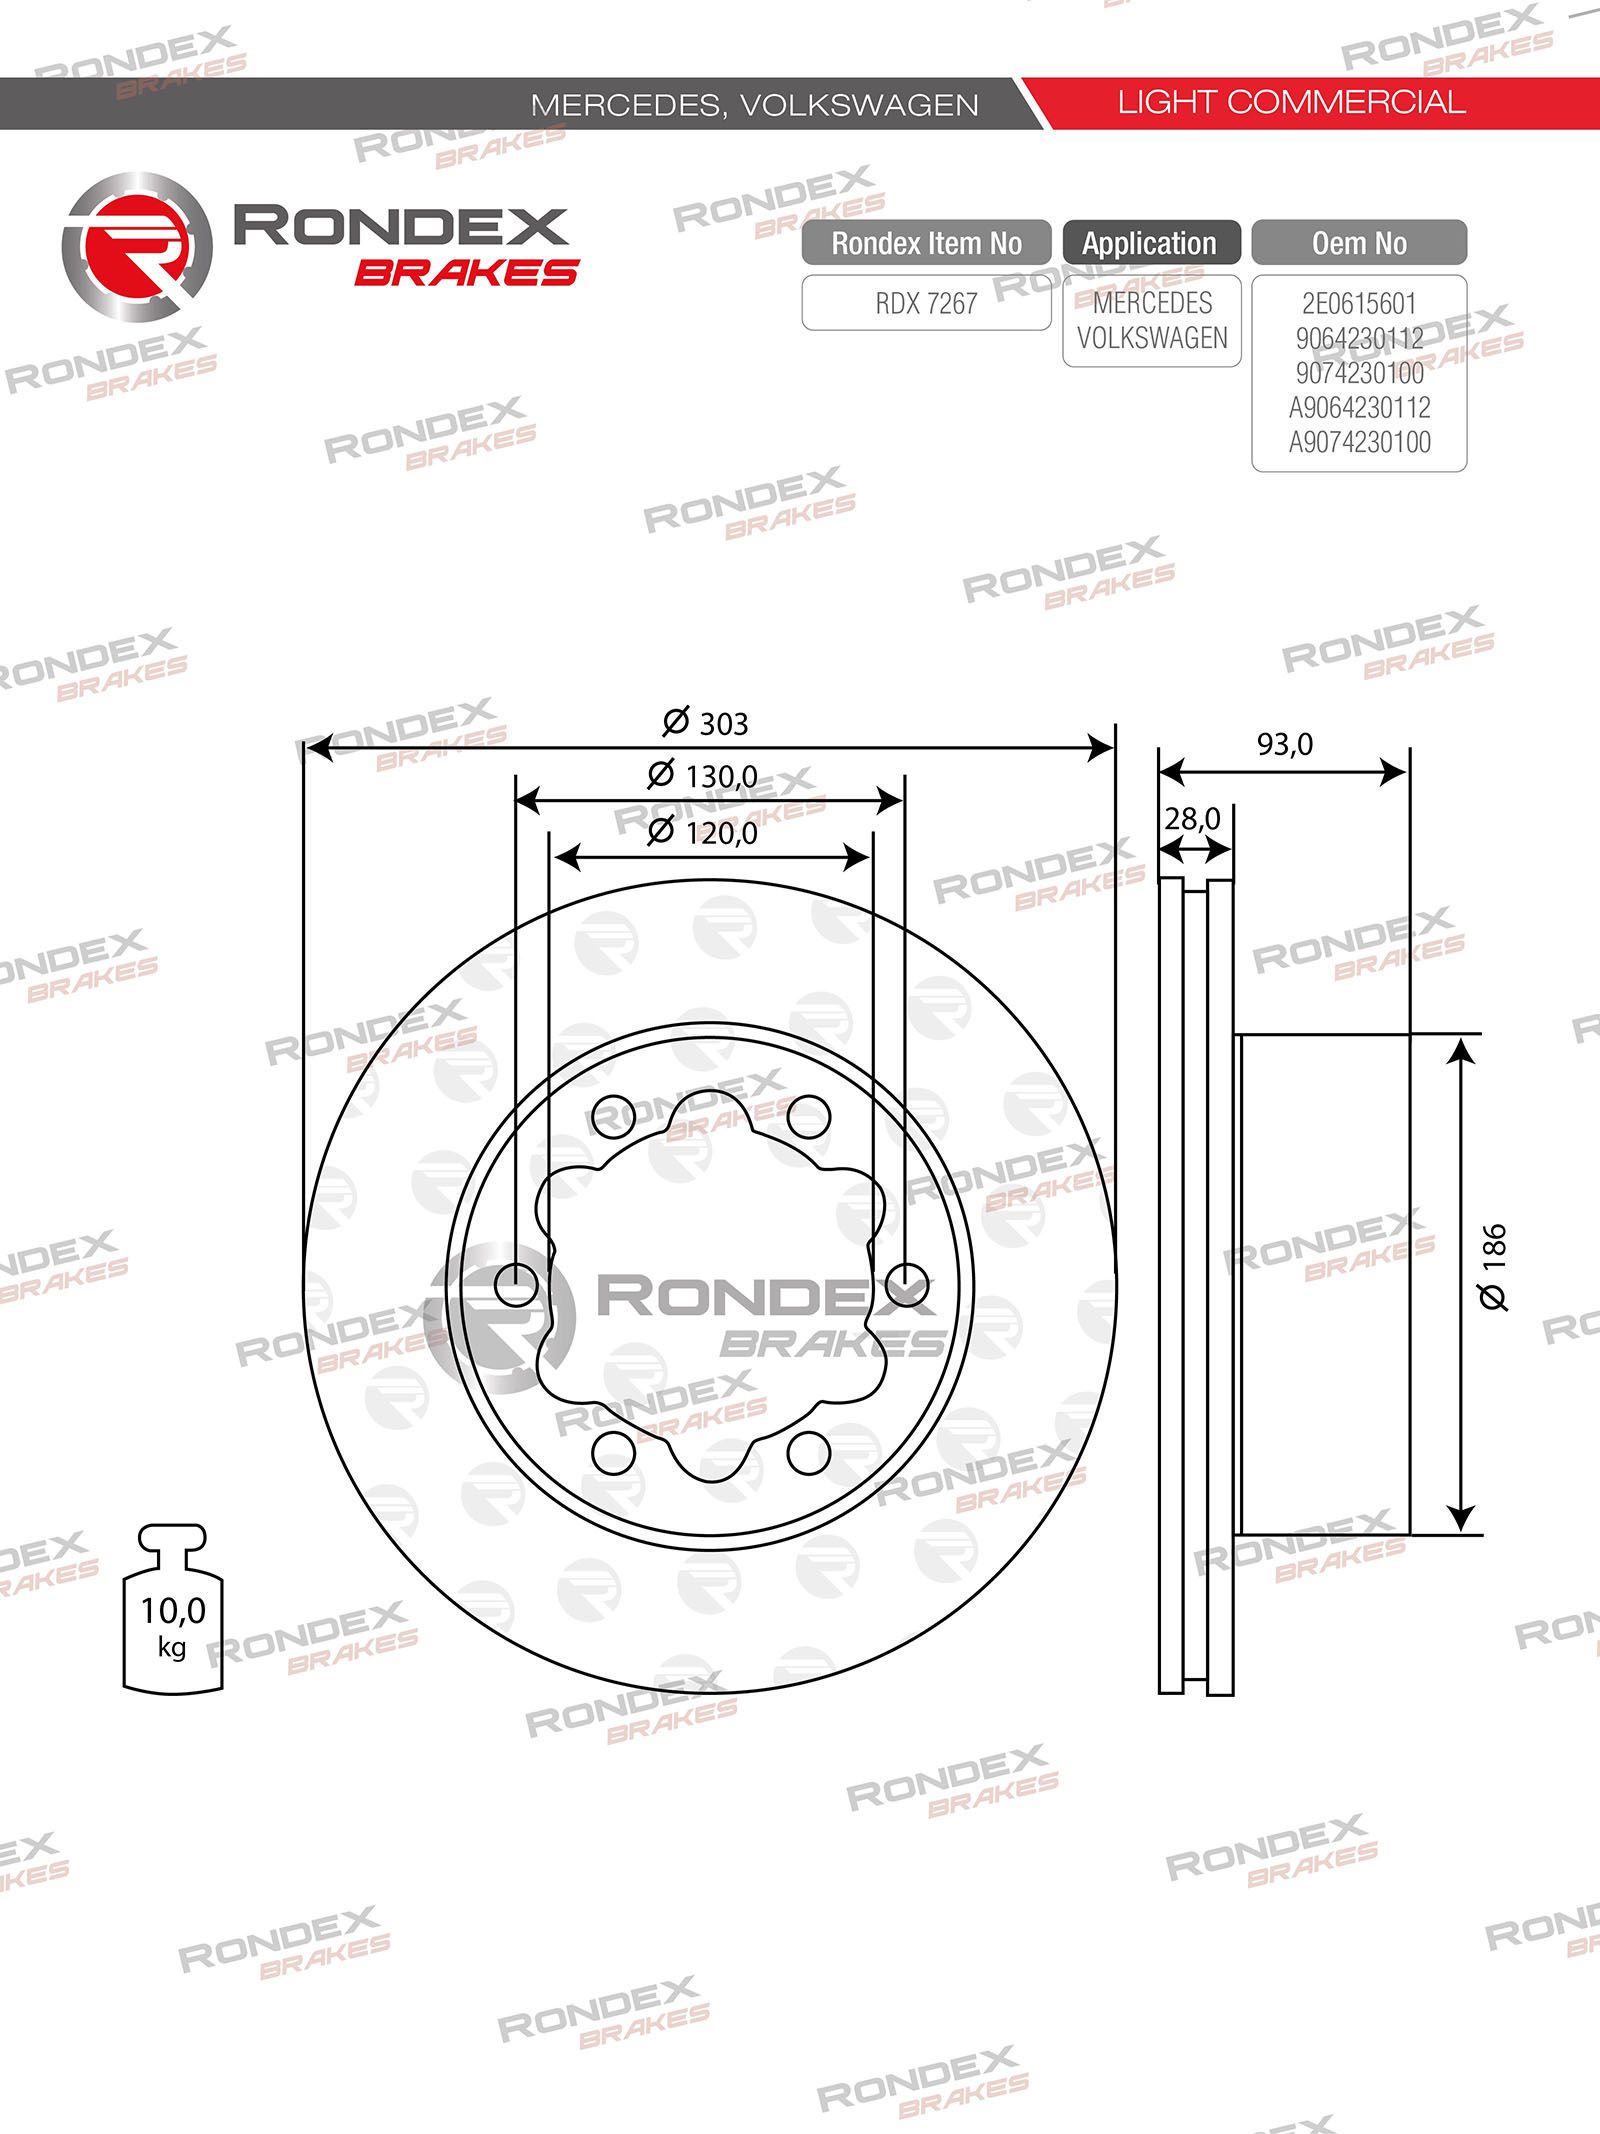 MERCEDES, VOLKSWAGEN
LIGHT COMMERCIAL
RONDEX
BRAKES
Rondex Item No
RDX 7267
Application
MERCEDES
VOLKSWAGEN
Oem No
2E0615601
9064230112
9074230100
A9064230112
A9074230100
Ø 303
Ø 130,0
Ø 120,0
93,0
28,0
Ø 186
RONDEX
BRAKES
10,0
kg